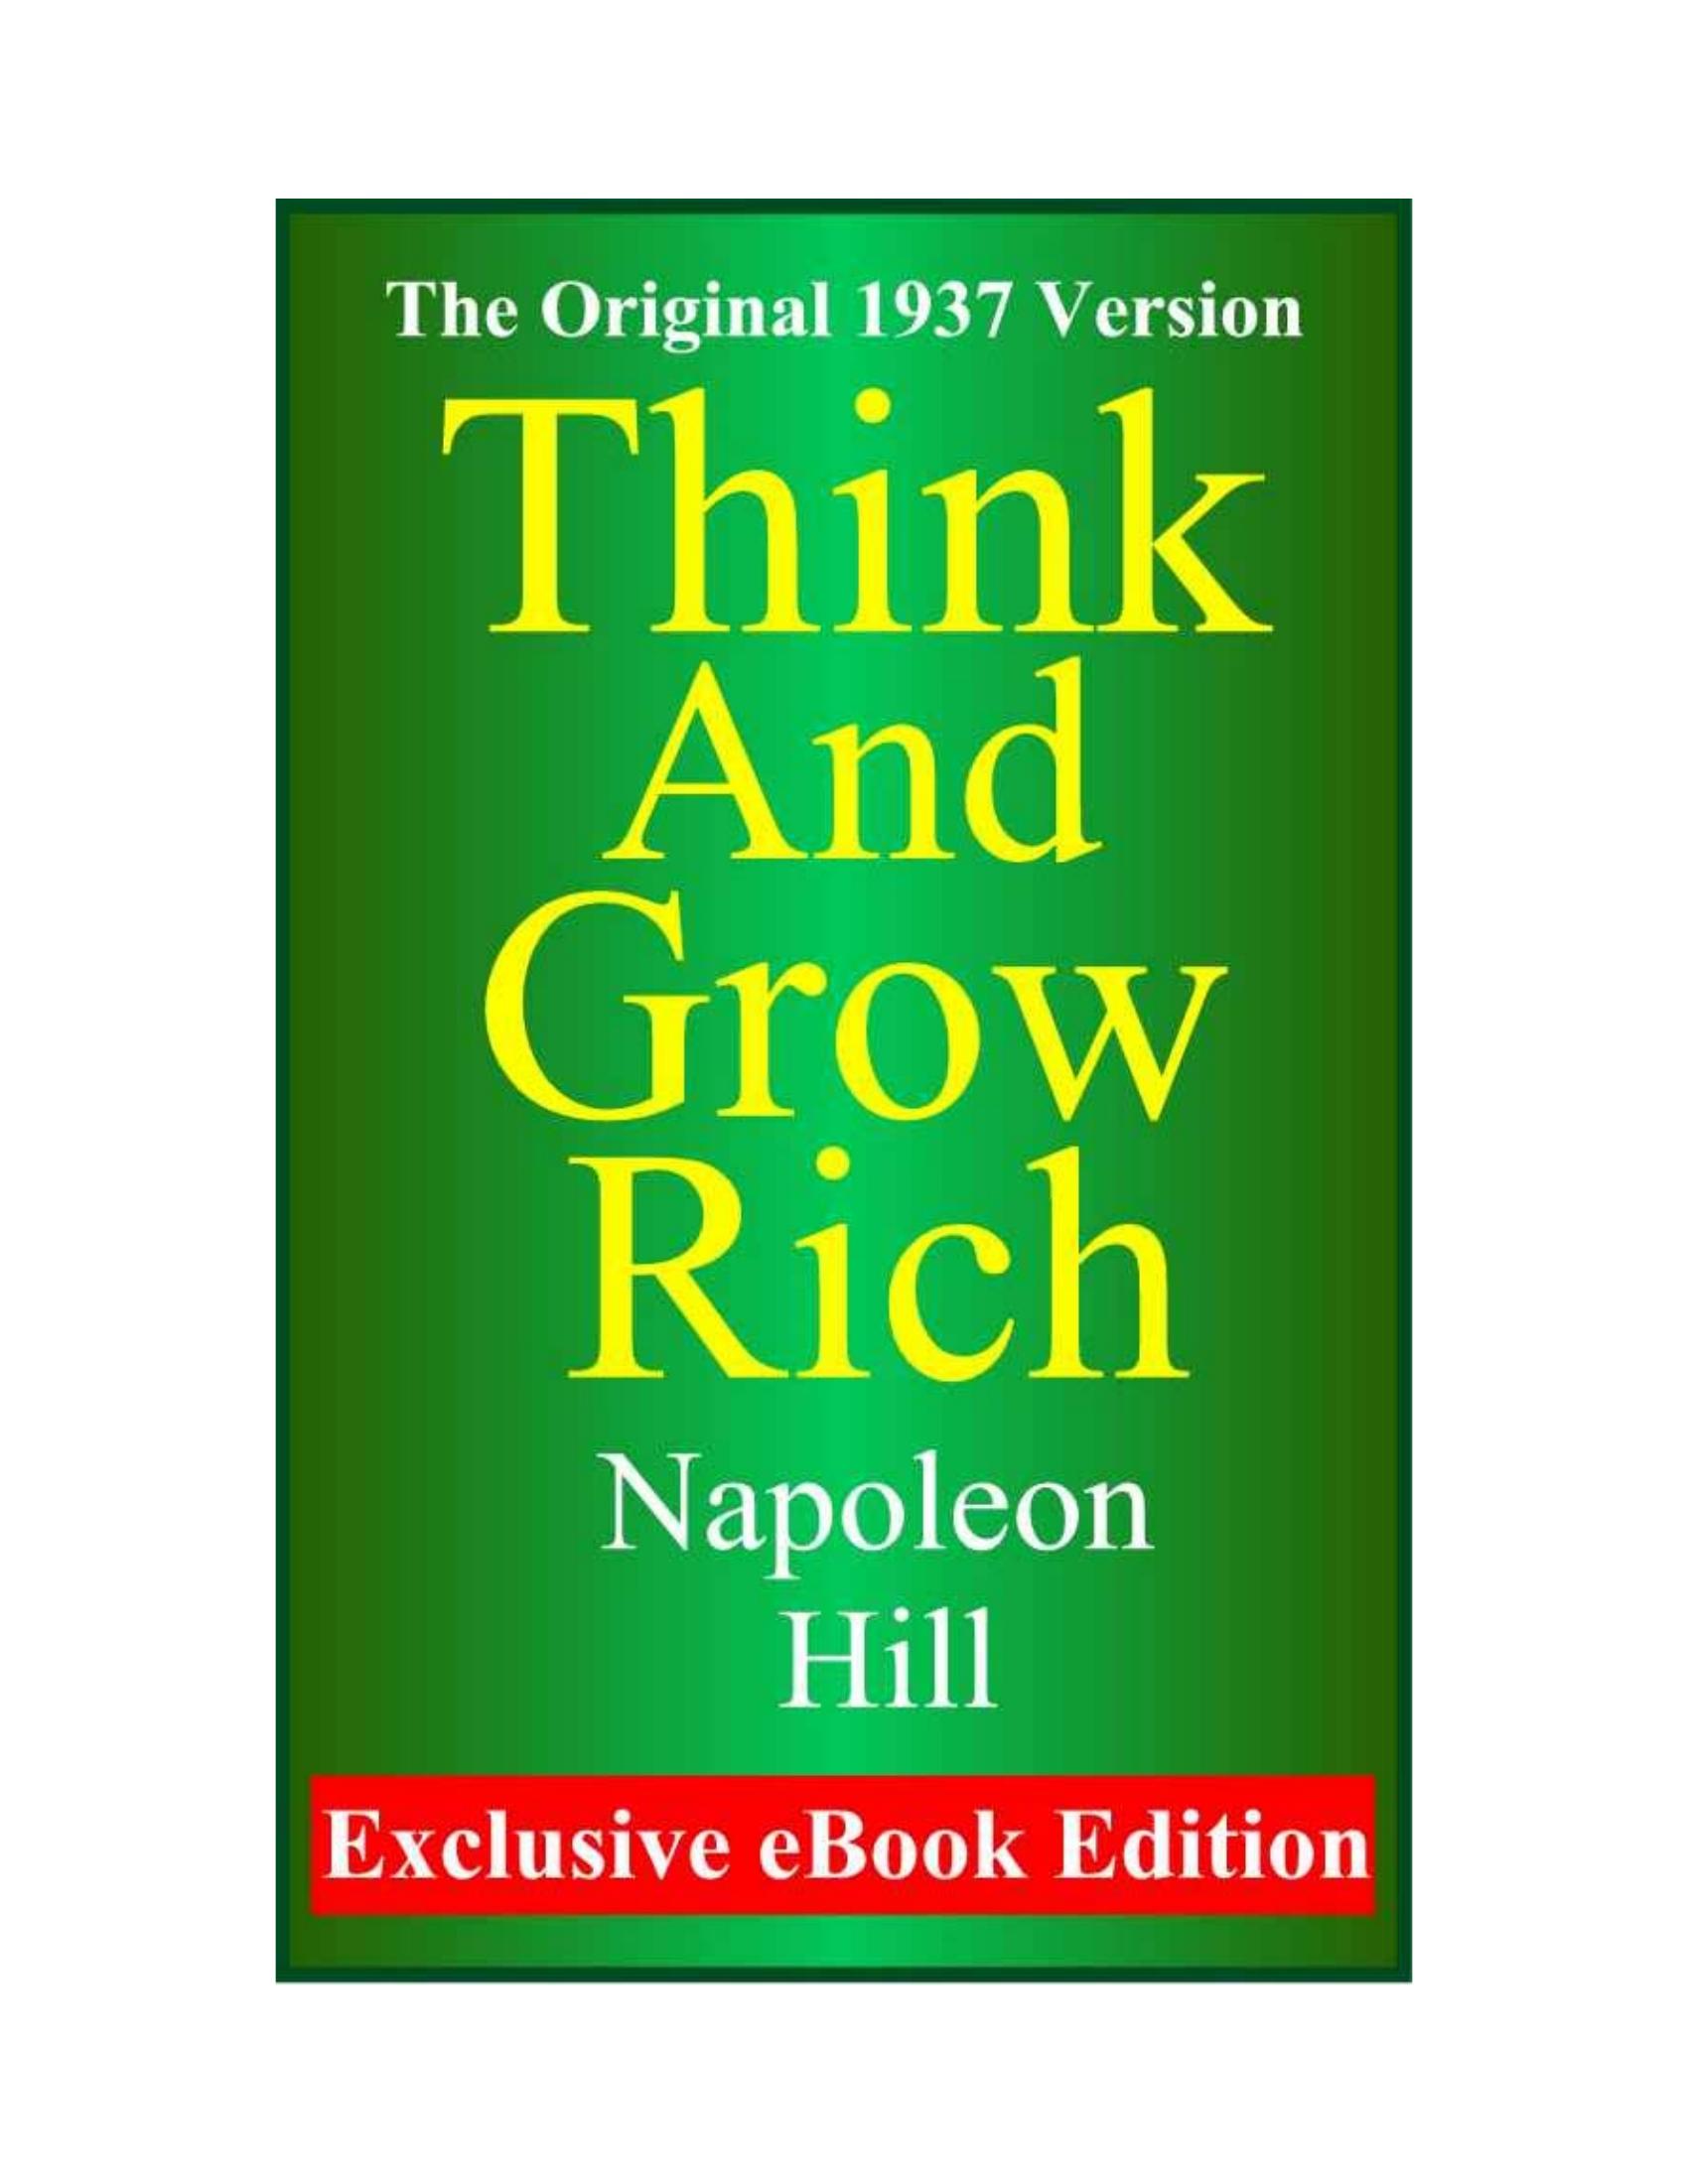 The Original 1937 Version
Think
And
Grow
Rich
Napoleon
Hill
Exclusive eBook Edition